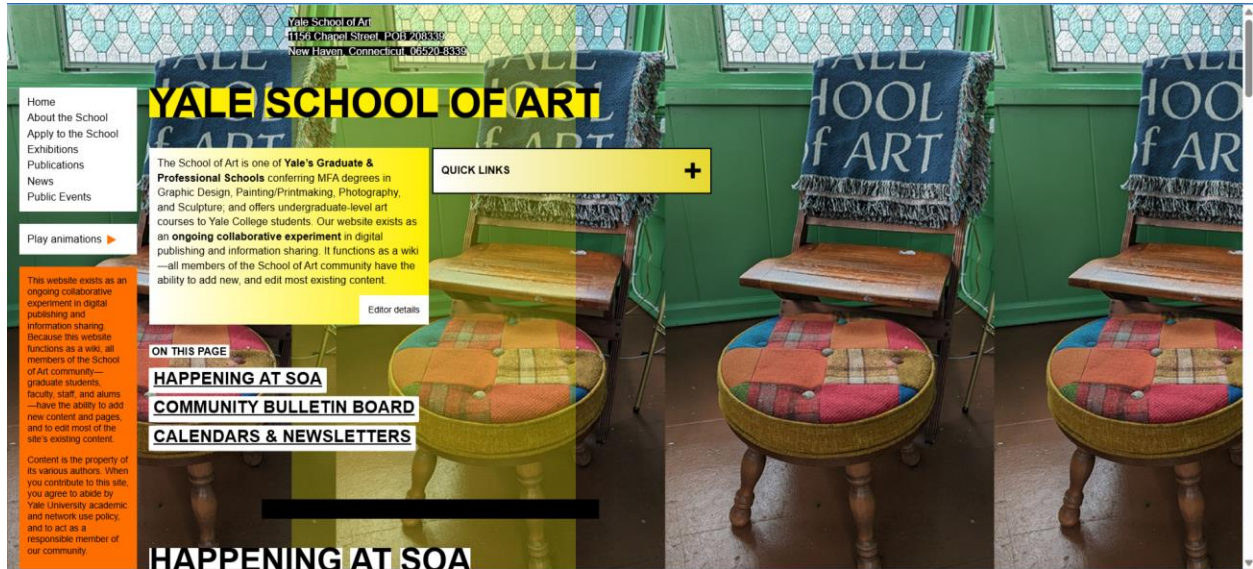 Yale School of Art
1156 Chapel Street, POB 208339
New Haven, Connecticut, 06520-8339
YALE SCHOOL OF ART
Home
About the School
Apply to the School
Exhibitions
Publications
News
Public Events
Play animations
This website exists as an
ongoing collaborative
experiment in digital
publishing and
information sharing.
Because this website
functions as a wiki, all
members of the School
of Art community—
graduate students,
faculty, staff, and alums
—have the ability to add
new content and pages,
and to edit most of the
site's existing content.
Content is the property of
its various authors. When
you contribute to this site,
you agree to abide by
Yale University academic
and network use policy,
and to act as a
responsible member of
our community.
The School of Art is one of Yale's Graduate &
Professional Schools conferring MFA degrees in
Graphic Design, Painting/Printmaking, Photography,
and Sculpture; and offers undergraduate-level art
courses to Yale College students. Our website exists as
an ongoing collaborative experiment in digital
publishing and information sharing. It functions as a wiki
—all members of the School of Art community have the
ability to add new, and edit most existing content.
Editor details
QUICK LINKS +
ON THIS PAGE
HAPPENING AT SOA
COMMUNITY BULLETIN BOARD
CALENDARS & NEWSLETTERS
HAPPENING AT SOA
ALL
HOOL
of ART
ALL
HOOL
of ART